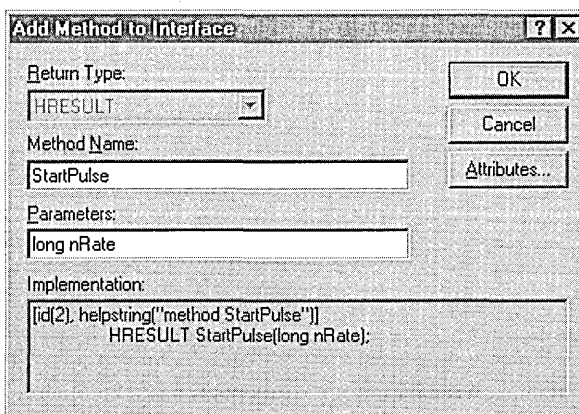 Add Method to Interface
Return Type:
HRESULT
OK
Method Name:
Cancel
StartPulse
Attributes...
Parameters:
long nRate
Implementation:
[id(2), helpstring("method StartPulse")]
HRESULT StartPulse(long nRate);